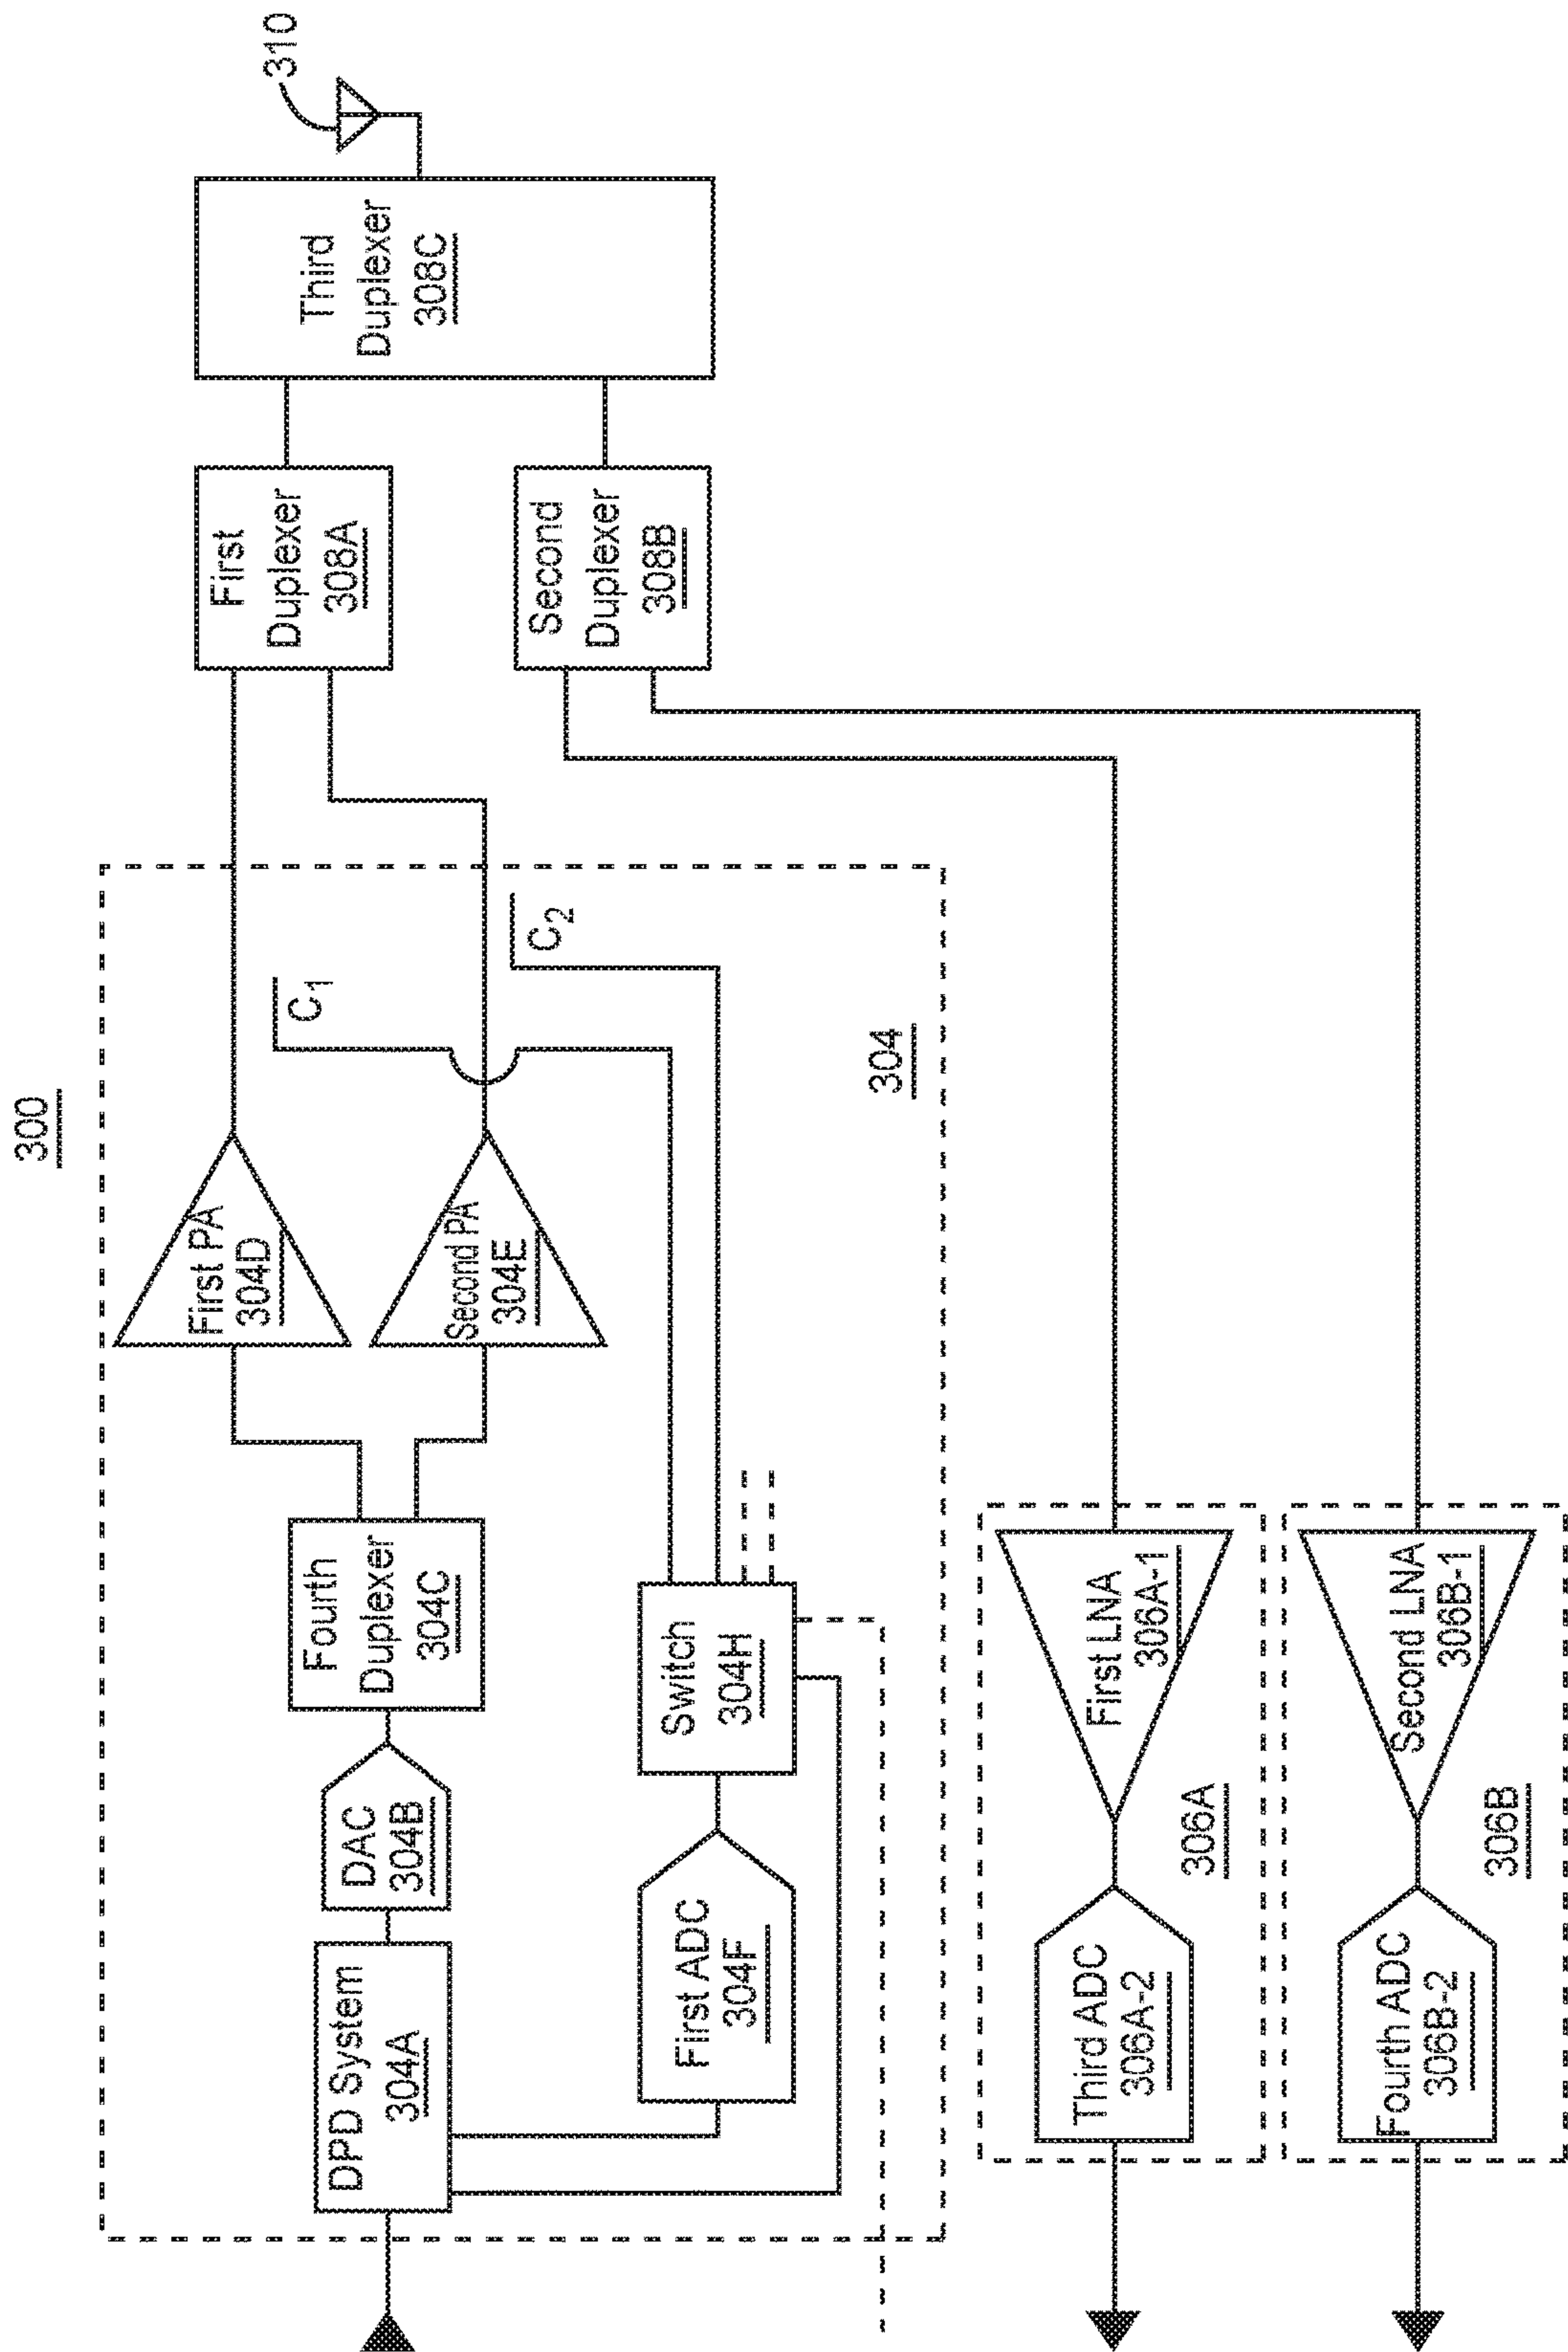 300
310
First PA
304D
Second PA
304E
C1
C2
304
Fourth
Duplexer
304C
DAC
304B
DPD System
304A
First ADC
304F
Switch
304H
First
Duplexer
308A
Second
Duplexer
308B
Third
Duplexer
308C
First LNA
306A-1
Third ADC
306A-2
306A
Second LNA
306B-1
Fourth ADC
306B-2
306B